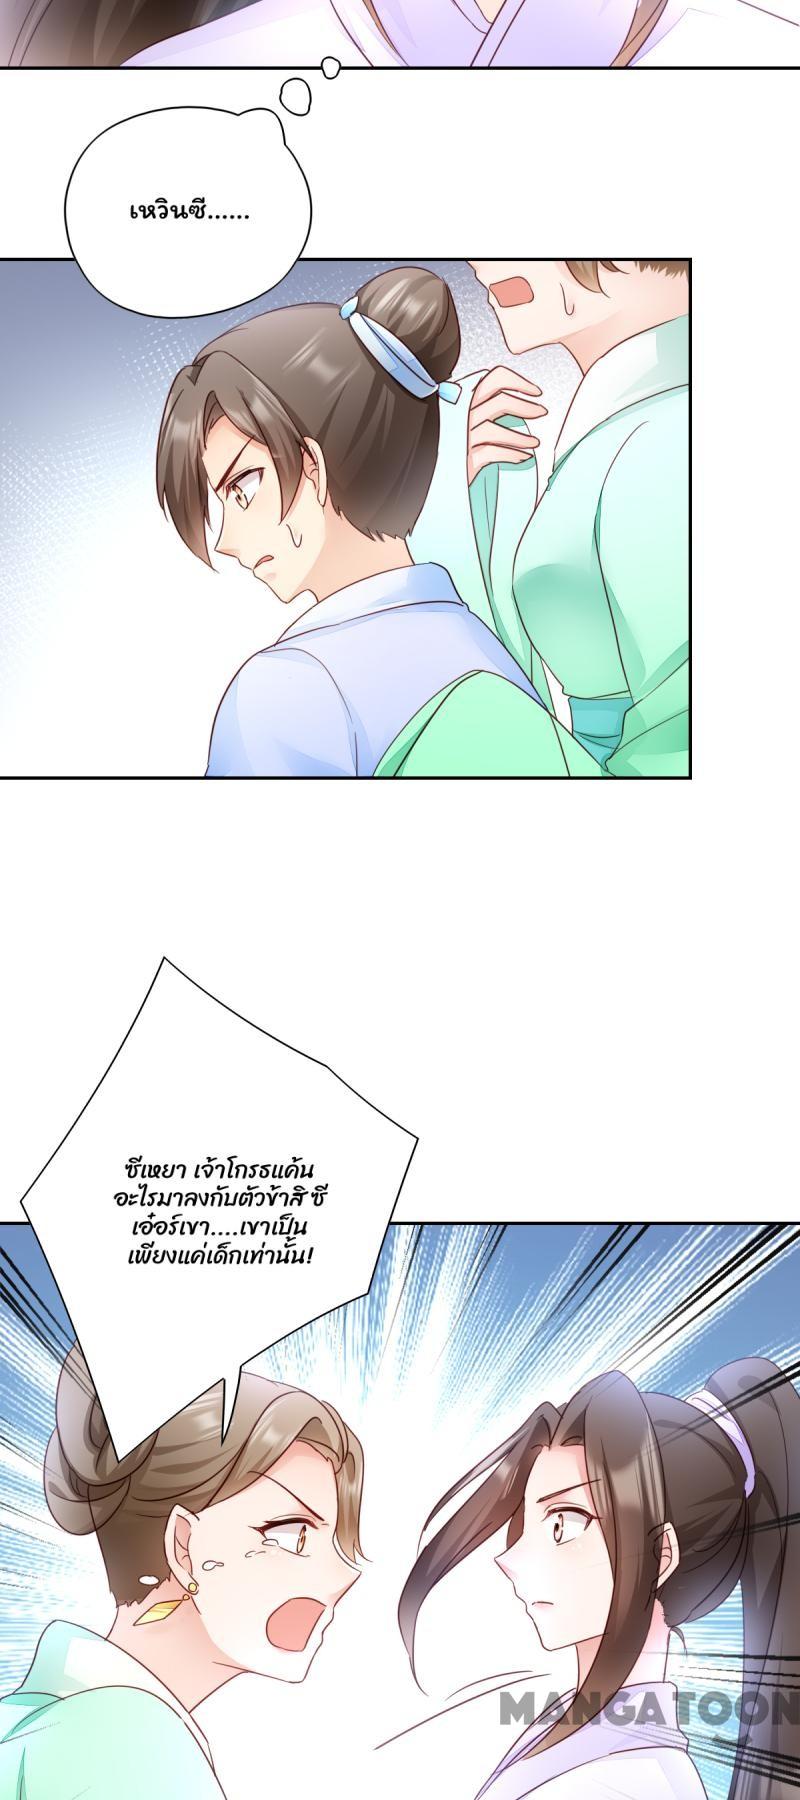 เหวินซี......
ซีเหยา เจ้าโกรธแค้น
อะไรมาลงกับตัวข้าสิ ซี
เอ๋อร์เขา....เขาเป็น
เพียงแค่เด็กเท่านั้น!
MANGATOON